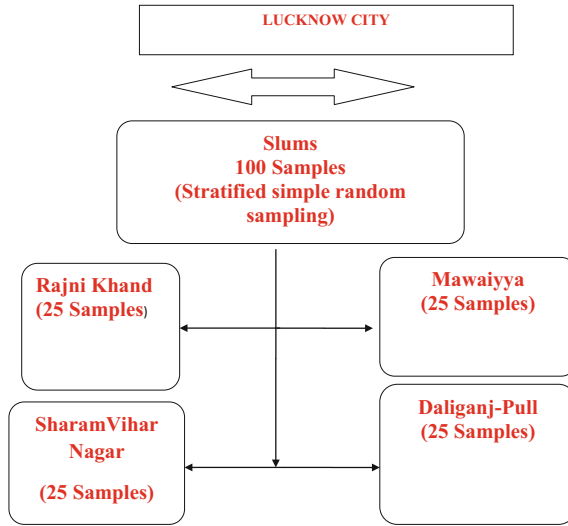 LUCKNOW CITY
Slums
100 Samples
(Stratified simple random
sampling)
Rajni Khand
(25 Samples)
Mawaiyya
(25 Samples)
SharamVihar
Nagar
(25 Samples)
Daliganj-Pull
(25 Samples)